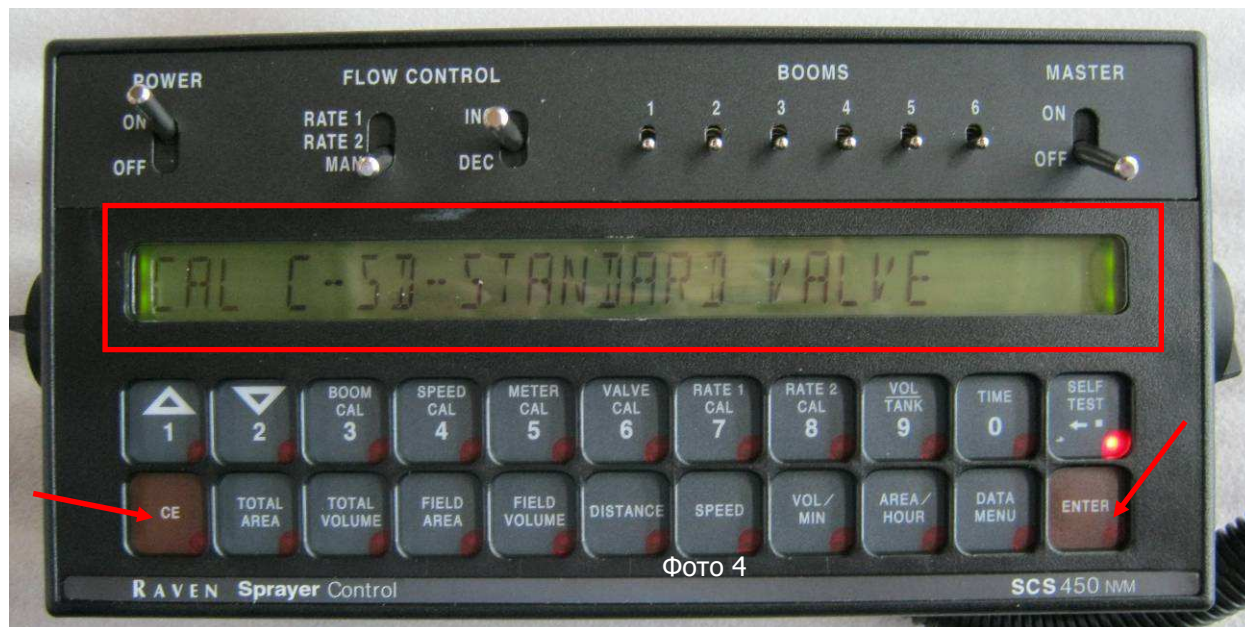 POWER
ON
OFF
FLOW CONTROL
RATE 1
RATE 2
MAN
DEC
BOOMS
1 2 3 4 5 6
MASTER
ON
OFF
CAL C-SD-STANDARD VALVE
1
2
BOOM CAL 3
SPEED CAL 4
METER CAL 5
VALVE CAL 6
RATE 1 CAL 7
RATE 2 CAL 8
VOL TANK 9
TIME 0
SELF TEST
CE
TOTAL AREA
TOTAL VOLUME
FIELD AREA
FIELD VOLUME
DISTANCE
SPEED
VOL/ MIN
AREA/ HOUR
DATA MENU
ENTER
Фото 4
RAVEN Sprayer Control
SCS 450 NVM